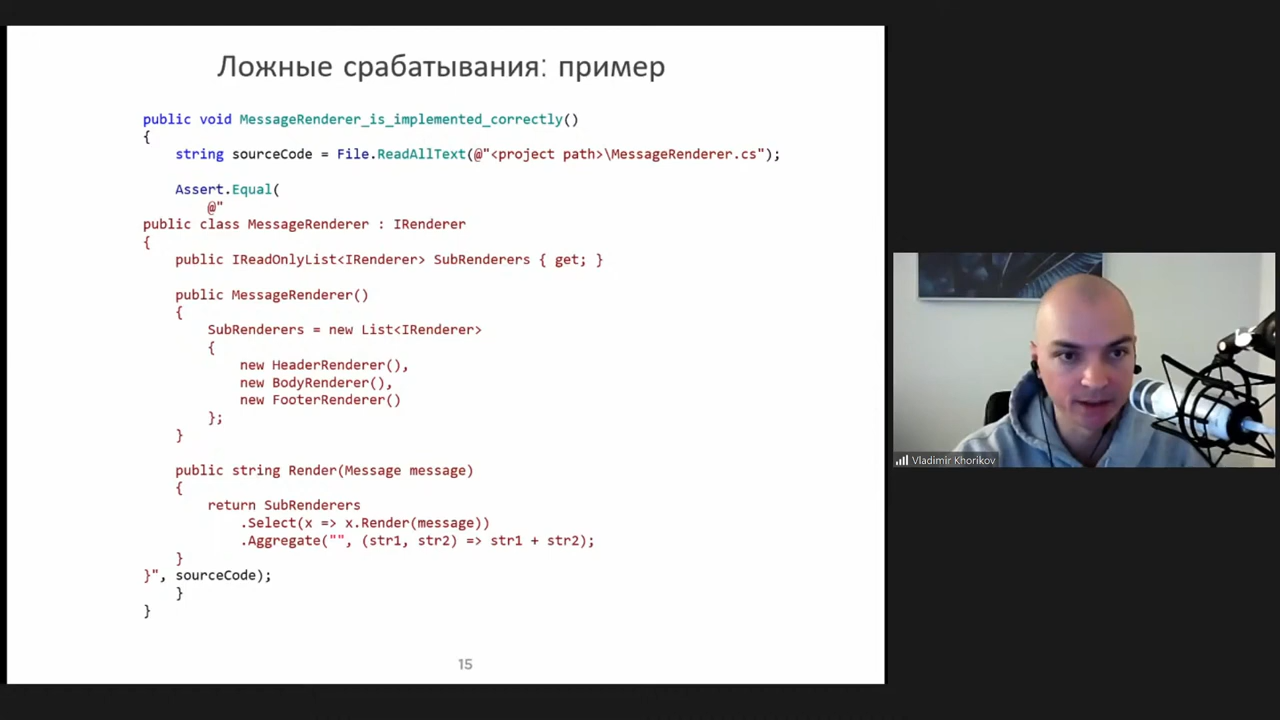 Ложные срабатывания: пример
public void MessageRenderer_is_implemented_correctly()
{
    string sourceCode = File.ReadAllText(@"<project path>\MessageRenderer.cs");

    Assert.Equal(
        @"
public class MessageRenderer : IRenderer
{
    public IReadOnlyList<IRenderer> SubRenderers { get; }

    public MessageRenderer()
    {
        SubRenderers = new List<IRenderer>
        {
            new HeaderRenderer(),
            new BodyRenderer(),
            new FooterRenderer()
        };
    }

    public string Render(Message message)
    {
        return SubRenderers
            .Select(x => x.Render(message))
            .Aggregate("", (str1, str2) => str1 + str2);
    }
}", sourceCode);
    }
}
15
Vladimir Khorikov